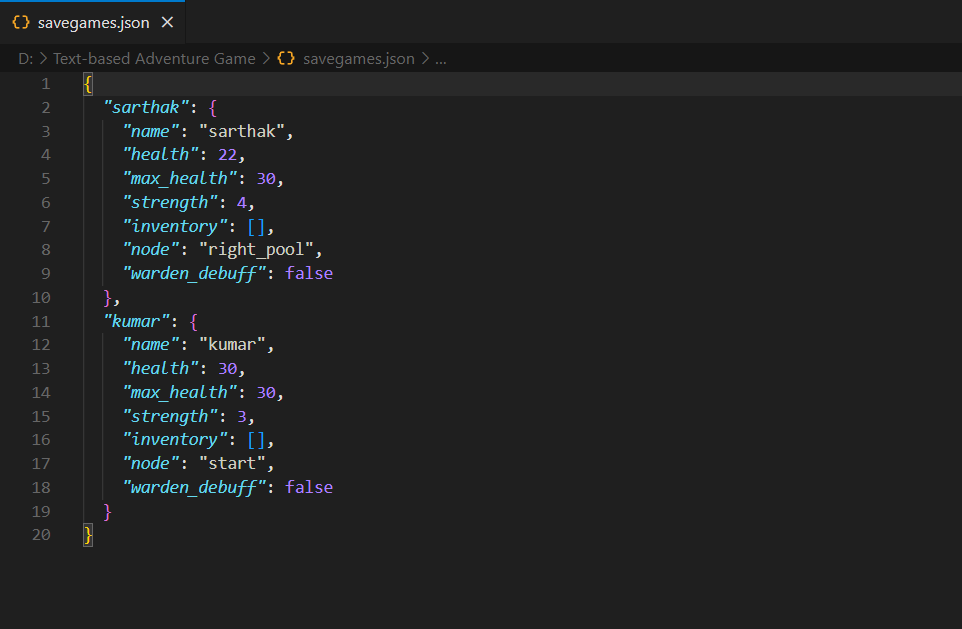 {} savegames.json ×
D: > Text-based Adventure Game > {} savegames.json > ...
1 {
2 "sarthak": {
3 "name": "sarthak",
4 "health": 22,
5 "max_health": 30,
6 "strength": 4,
7 "inventory": [],
8 "node": "right_pool",
9 "warden_debuff": false
10 },
11 "kumar": {
12 "name": "kumar",
13 "health": 30,
14 "max_health": 30,
15 "strength": 3,
16 "inventory": [],
17 "node": "start",
18 "warden_debuff": false
19 }
20 }